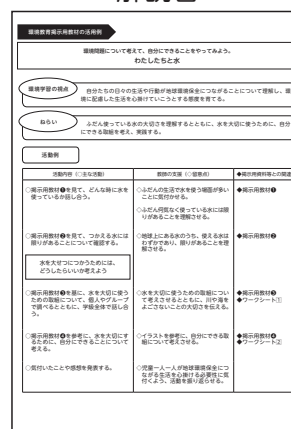 環境教育掲示用教材の活用例
環境問題について考えて、自分にできることをやってみよう。
わたしたちと水
環境学習の視点
自分たちの日々の生活や行動が地球環境保全につながることについて理解し、環
境に配慮した生活を心掛けていこうとする態度を育てる。
ねらい
ふだん使っている水の大切さを理解するとともに、水を大切に使うために、自分
にできる取組を考え、実践する。
活動例
活動内容(○主な活動)
教師の支援(◇留意点)
◆掲示用資料等との関連
○掲示用教材❶を見て、どんな時に水を
使っているか話し合う。
◇ふだんの生活で水を使う場面が多い
ことに気付かせる。
◇ふだん何気なく使っている水には限
りがあることを理解させる。
◆掲示用教材❶
○掲示用教材❷を見て、つかえる水には
限りがあることについて確認する。
◇地球上にある水のうち、使える水は
わずかであり、限りがあることを理
解させる。
◆掲示用教材❷
水をせつにつかうためには、
どうしたらいいか考えよう
○掲示用教材❸を基に、水を大切に使う
ための取組について、個人やグループ
で調べるとともに、学級全体で話し合
う。
◇水を大切に使うための取組につい
て考えさせるとともに、川や海を
よごさないことの大切さを伝える。
◆掲示用教材❸
◆ワークシート①
○掲示用教材❹を参考に、水を大切にす
るために、自分にできることについて
考える。
◇イラストを参考に、自分にできる取
組について考えさせる。
◆掲示用教材❹
◆ワークシート②
○気付いたことや感想を発表する。
◇児童一人一人が地球環境保全につ
ながる生活を心掛ける必要性に気
付くよう、活動を振り返らせる。